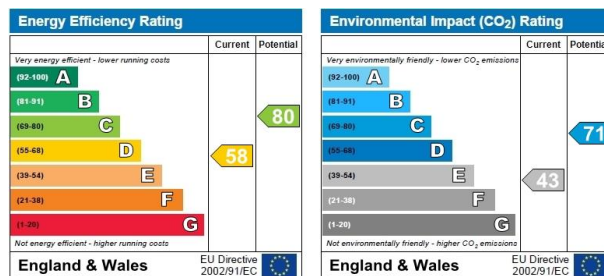 Energy Efficiency Rating
Current Potential
Very energy efficient - lower running costs
(92-100) A
(81-91) B
(69-80) C
80
(55-68) D
58
(39-54) E
(21-38) F
(1-20) G
Not energy efficient - higher running costs
England & Wales
EU Directive
2002/91/EC
Environmental Impact (CO2) Rating
Current Potential
Very environmentally friendly - lower CO2 emissions
(92-100) A
(81-91) B
(69-80) C
71
(55-68) D
(39-54) E
43
(21-38) F
(1-20) G
Not environmentally friendly - higher CO2 emissions
England & Wales
EU Directive
2002/91/EC